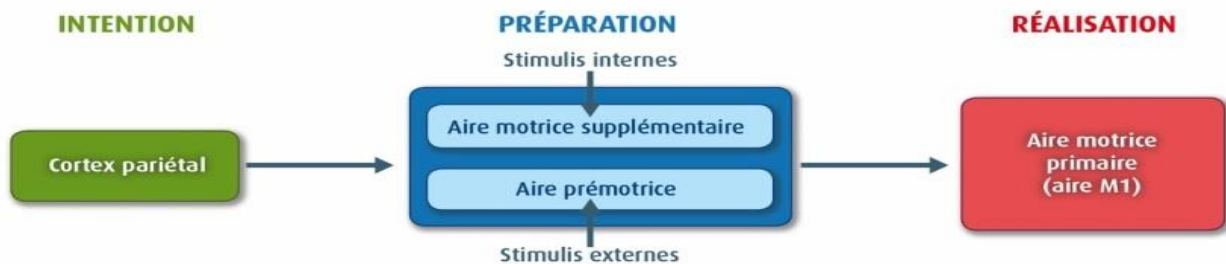 INTENTION
PRÉPARATION
RÉALISATION
Stimulis internes
Aire motrice supplémentaire
Cortex pariétal
Aire prémotrice
Aire motrice
primaire
(aire M1)
Stimulis externes